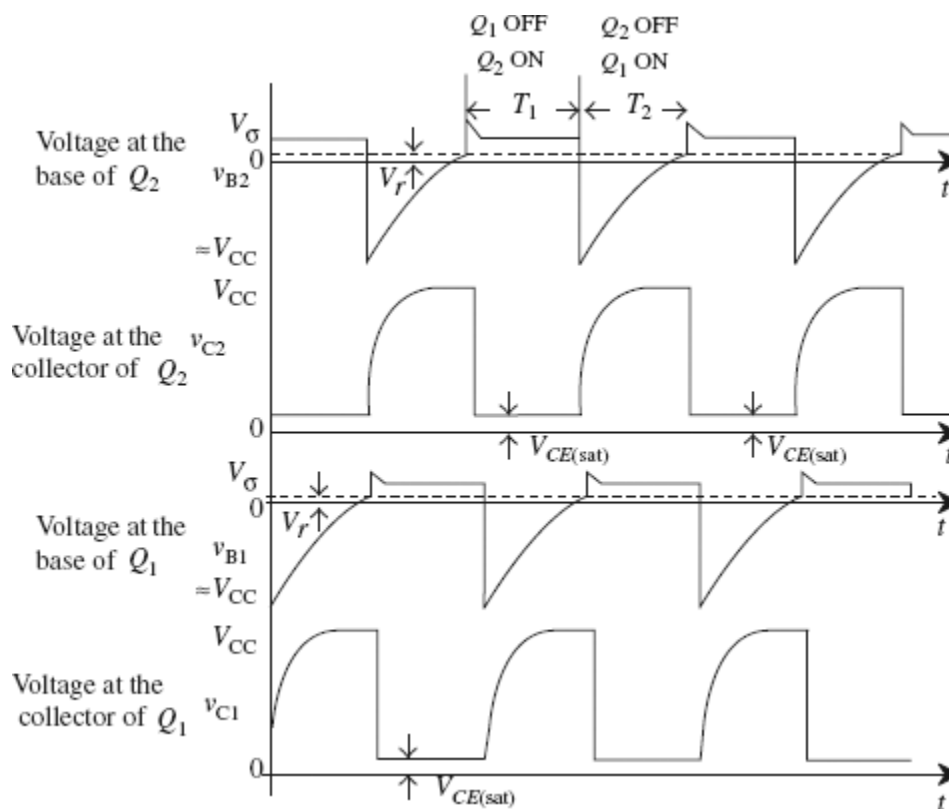 Q1 OFF Q2 OFF
Q2 ON Q1 ON
T1 T2
Vσ
Voltage at the
base of Q2
0
vB2
Vr
t
≈VCC
VCC
Voltage at the
collector of Q2
vC2
0
VCE(sat) VCE(sat)
t
Vσ
0
Vr
t
Voltage at the
base of Q1
vB1
≈VCC
VCC
Voltage at the
collector of Q1
vC1
0
VCE(sat)
t